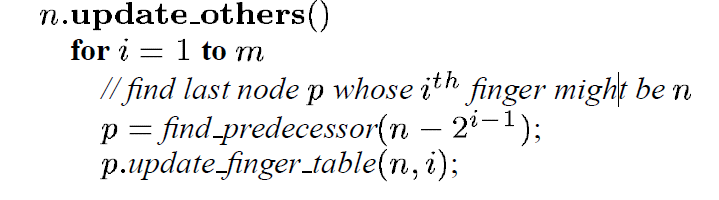 n.update_others()
for i = 1 to m
// find last node p whose i^th finger might be n
p = find_predecessor(n − 2^{i−1});
p.update_finger_table(n, i);